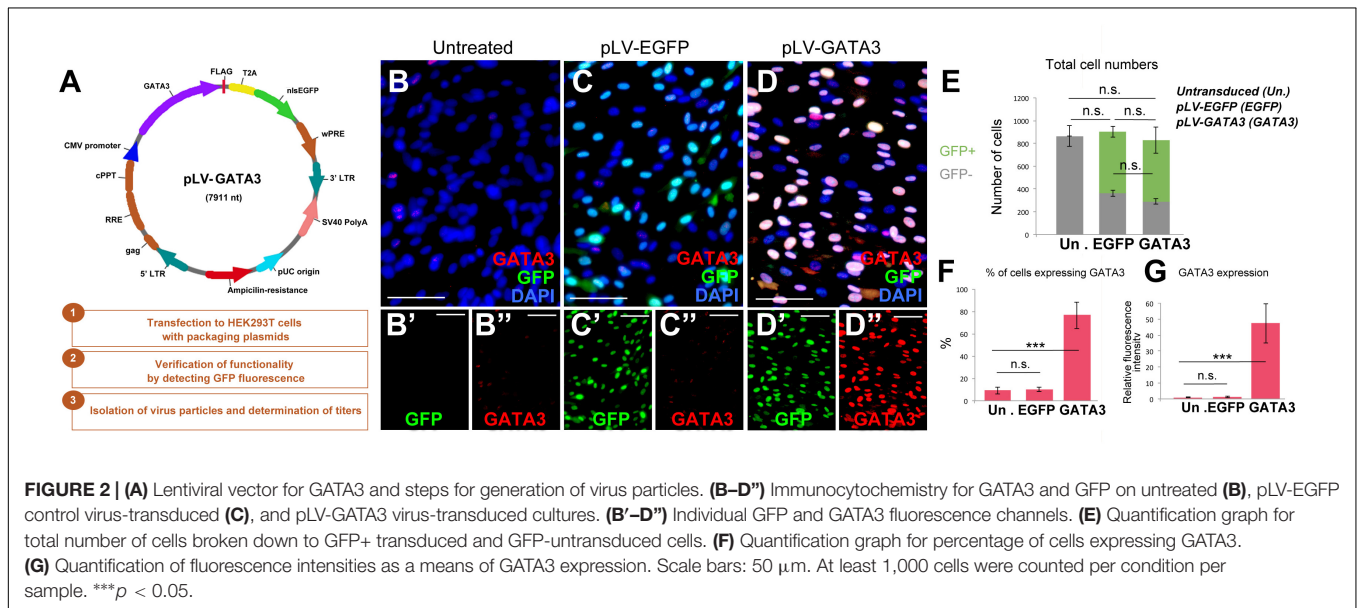 Untreated
pLV-EGFP
pLV-GATA3
A
FLAG
T2A
GATA3
nlsEGFP
wPRE
CMV promoter
cPPT
3' LTR
pLV-GATA3
(7911 nt)
RRE
SV40 PolyA
gag
5' LTR
pUC origin
Ampicilin-resistance
1
Transfection to HEK293T cells
with packaging plasmids
2
Verification of functionality
by detecting GFP fluorescence
3
Isolation of virus particles and determination of titers
B
GATA3
GFP
DAPI
C
GATA3
GFP
DAPI
D
GATA3
GFP
DAPI
B'
GFP
B''
GATA3
C'
GFP
C''
GATA3
D'
GFP
D''
GATA3
E
Total cell numbers
Untransduced (Un.)
pLV-EGFP (EGFP)
pLV-GATA3 (GATA3)
GFP+
GFP-
Number of cells
1200
1000
800
600
400
200
0
n.s.
n.s.
n.s.
n.s.
Un . EGFP GATA3
F
% of cells expressing GATA3
%
100
80
60
40
20
0
***
n.s.
Un . EGFP GATA3
G
GATA3 expression
Relative fluorescence
intensity
60
50
40
30
20
10
0
***
n.s.
Un . EGFP GATA3
FIGURE 2 | (A) Lentiviral vector for GATA3 and steps for generation of virus particles. (B–D”) Immunocytochemistry for GATA3 and GFP on untreated (B), pLV-EGFP
control virus-transduced (C), and pLV-GATA3 virus-transduced cultures. (B′–D”) Individual GFP and GATA3 fluorescence channels. (E) Quantification graph for
total number of cells broken down to GFP+ transduced and GFP-untransduced cells. (F) Quantification graph for percentage of cells expressing GATA3.
(G) Quantification of fluorescence intensities as a means of GATA3 expression. Scale bars: 50 μm. At least 1,000 cells were counted per condition per
sample. ***p < 0.05.